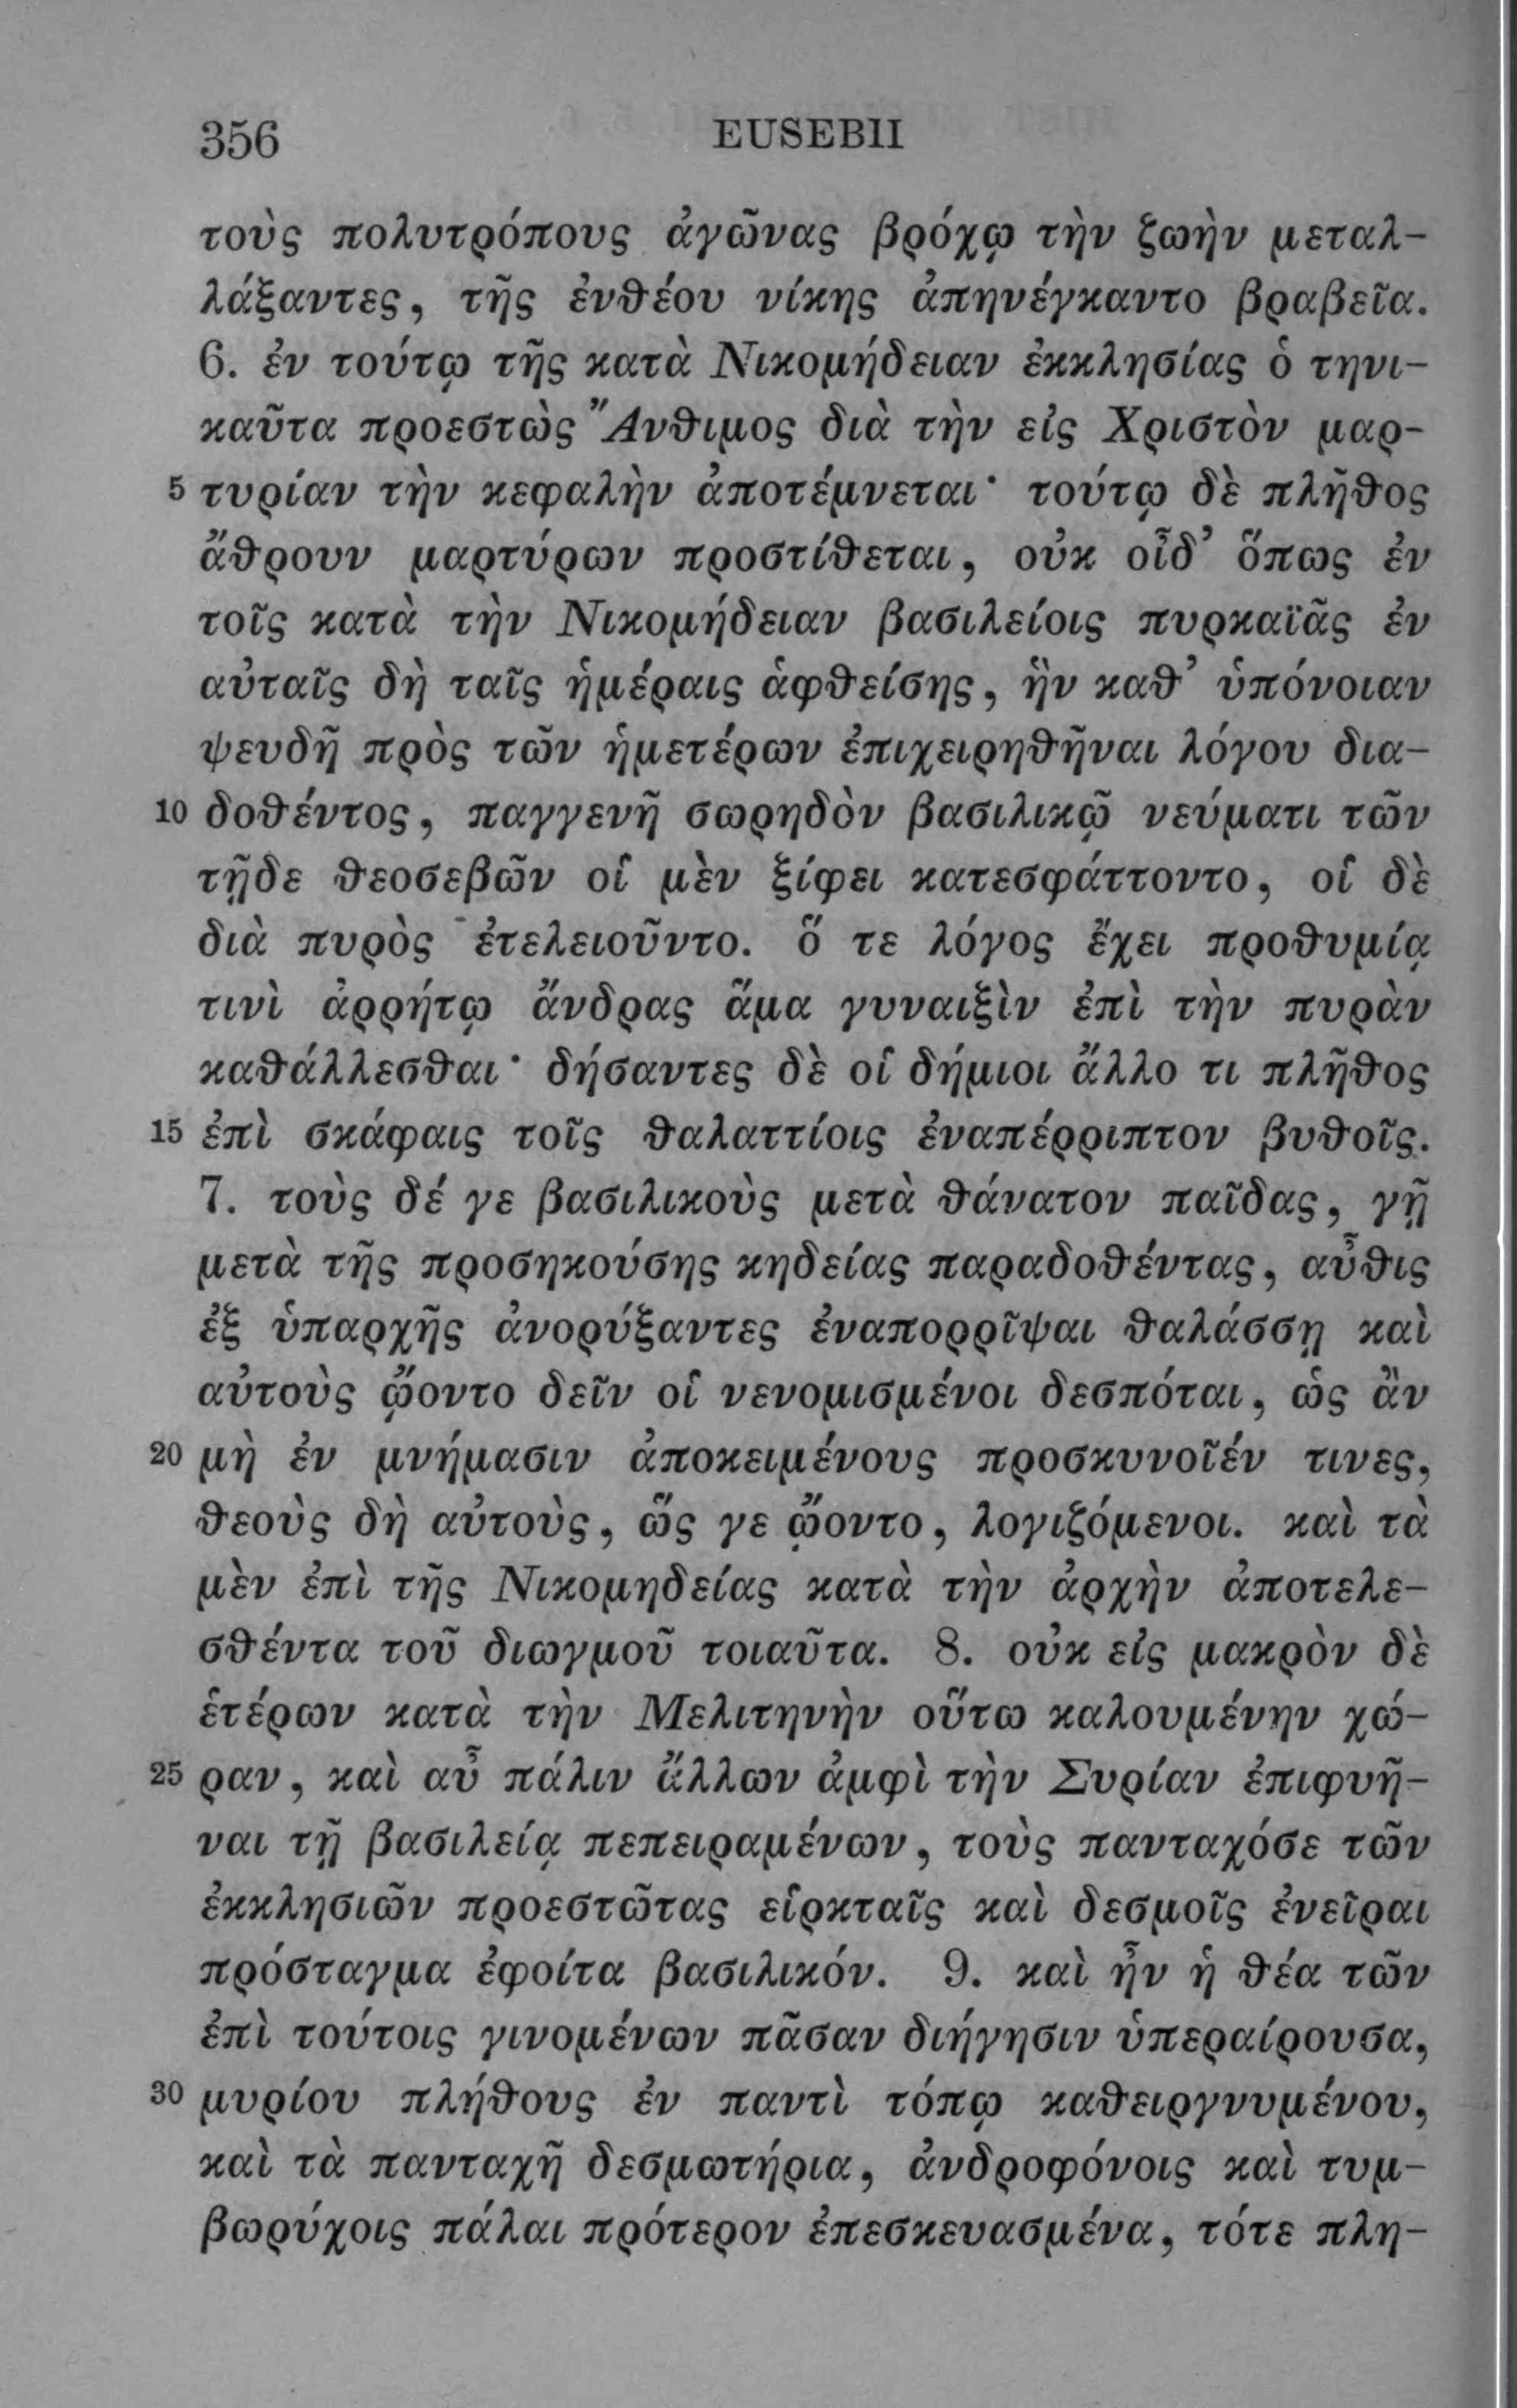 356 EUSEBII
τοὺς πολυτρόπους ἀγῶνας βρόχῳ τὴν ζωὴν μεταλ-
λάξαντες, τῆς ἐνθέου νίκης ἀπηνέγκαντο βραβεῖα.
6. ἐν τούτῳ τῆς κατὰ Νικομήδειαν ἐκκλησίας ὁ τηνι-
καῦτα προεστὼς Ἄνθιμος διὰ τὴν εἰς Χριστὸν μαρ-
5 τυρίαν τὴν κεφαλὴν ἀποτέμνεται· τούτῳ δὲ πλῆθος
ἄθρουν μαρτύρων προστίθεται, οὐκ οἶδ’ ὅπως ἐν
τοῖς κατὰ τὴν Νικομήδειαν βασιλείοις πυρκαϊᾶς ἐν
αὐταῖς δὴ ταῖς ἡμέραις ἁφθείσης, ἣν καθ’ ὑπόνοιαν
ψευδῆ πρὸς τῶν ἡμετέρων ἐπιχειρηθῆναι λόγου δια-
10 δοθέντος, παγγενῆ σωρηδὸν βασιλικῷ νεύματι τῶν
τῇδε θεοσεβῶν οἱ μὲν ξίφει κατεσφάττοντο, οἱ δὲ
διὰ πυρὸς ἐτελειοῦντο. ὅ τε λόγος ἔχει προθυμίᾳ
τινὶ ἀρρήτῳ ἄνδρας ἅμα γυναιξὶν ἐπὶ τὴν πυρὰν
καθάλλεσθαι· δήσαντες δὲ οἱ δήμιοι ἄλλο τι πλῆθος
15 ἐπὶ σκάφαις τοῖς θαλαττίοις ἐναπέρριπτον βυθοῖς.
7. τοὺς δέ γε βασιλικοὺς μετὰ θάνατον παῖδας, γῇ
μετὰ τῆς προσηκούσης κηδείας παραδοθέντας, αὖθις
ἐξ ὑπαρχῆς ἀνορύξαντες ἐναπορρῖψαι θαλάσσῃ καὶ
αὐτοὺς ᾤοντο δεῖν οἱ νενομισμένοι δεσπόται, ὡς ἂν
20 μὴ ἐν μνήμασιν ἀποκειμένους προσκυνοῖέν τινες,
θεοὺς δὴ αὐτοὺς, ὥς γε ᾤοντο, λογιζόμενοι. καὶ τὰ
μὲν ἐπὶ τῆς Νικομηδείας κατὰ τὴν ἀρχὴν ἀποτελε-
σθέντα τοῦ διωγμοῦ τοιαῦτα. 8. οὐκ εἰς μακρὸν δὲ
ἑτέρων κατὰ τὴν Μελιτηνὴν οὕτω καλουμένην χώ-
25 ραν, καὶ αὖ πάλιν ἄλλων ἀμφὶ τὴν Συρίαν ἐπιφυῆ-
ναι τῇ βασιλείᾳ πεπειραμένων, τοὺς πανταχόσε τῶν
ἐκκλησιῶν προεστῶτας εἱρκταῖς καὶ δεσμοῖς ἐνεῖραι
πρόσταγμα ἐφοίτα βασιλικόν. 9. καὶ ἦν ἡ θέα τῶν
ἐπὶ τούτοις γινομένων πᾶσαν διήγησιν ὑπεραίρουσα,
30 μυρίου πλήθους ἐν παντὶ τόπῳ καθειργνυμένου,
καὶ τὰ πανταχῆ δεσμωτήρια, ἀνδροφόνοις καὶ τυμ-
βωρύχοις πάλαι πρότερον ἐπεσκευασμένα, τότε πλη-